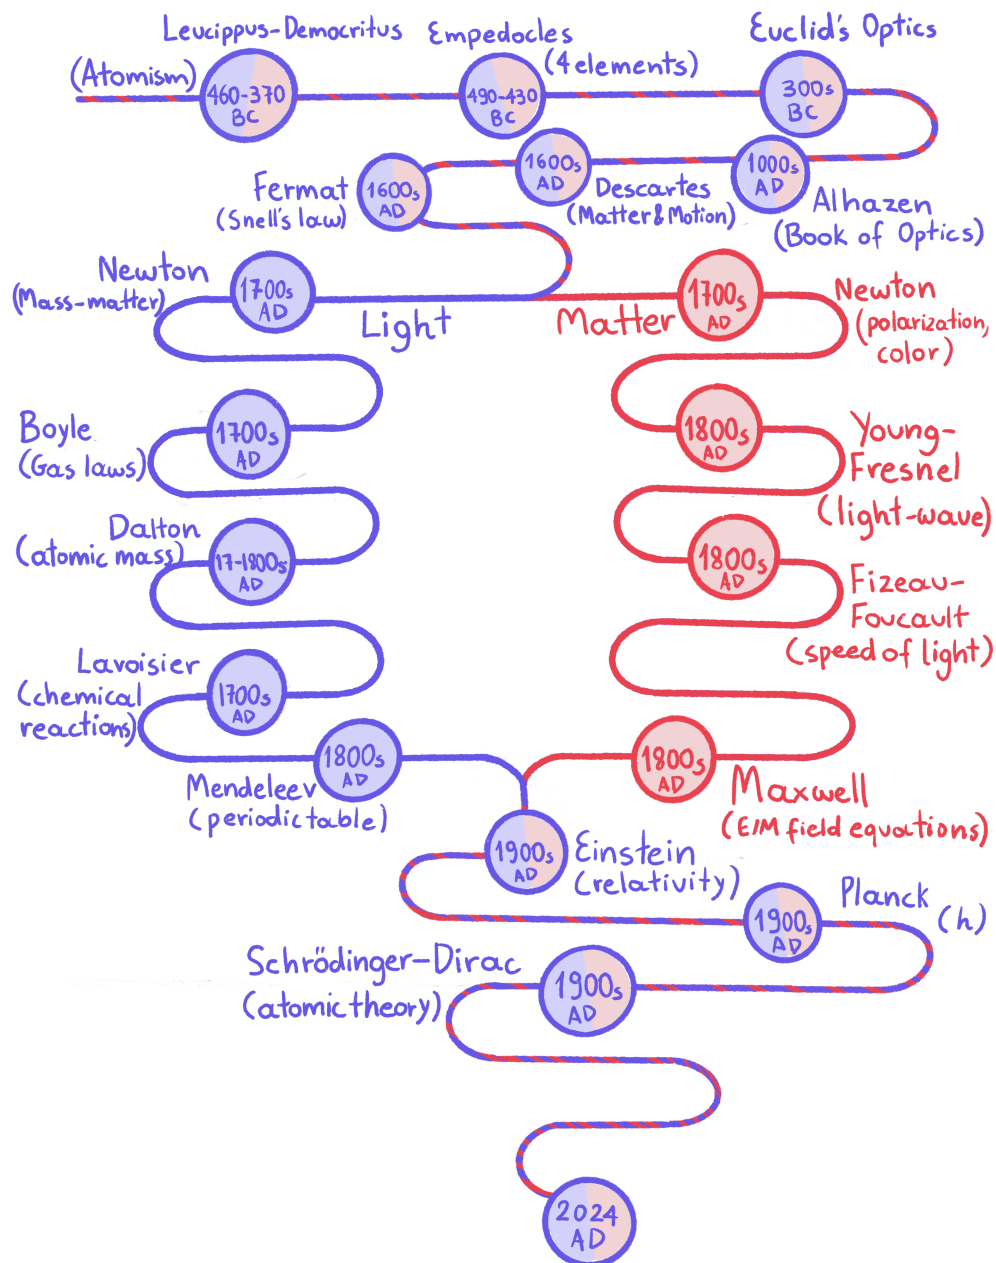 Leucippus-Democritus
(Atomism)
460-370
BC
Empedocles
(4 elements)
490-430
BC
Euclid's Optics
300s
BC
1000s
AD
Alhazen
(Book of Optics)
1600s
AD
Descartes
(Matter & Motion)
1600s
AD
Fermat
(Snell's law)
Light
Matter
Newton
(Mass-matter)
1700s
AD
Boyle
(Gas laws)
1700s
AD
Dalton
(atomic mass)
17-1800s
AD
Lavoisier
(chemical
reactions)
1700s
AD
1800s
AD
Mendeleev
(periodic table)
1700s
AD
Newton
(polarization,
color)
1800s
AD
Young-
Fresnel
(light-wave)
1800s
AD
Fizeau-
Foucault
(speed of light)
1800s
AD
Maxwell
(E/M field equations)
1900s
AD
Einstein
(relativity)
1900s
AD
Planck
(h)
Schrödinger-Dirac
(atomic theory)
1900s
AD
2024
AD